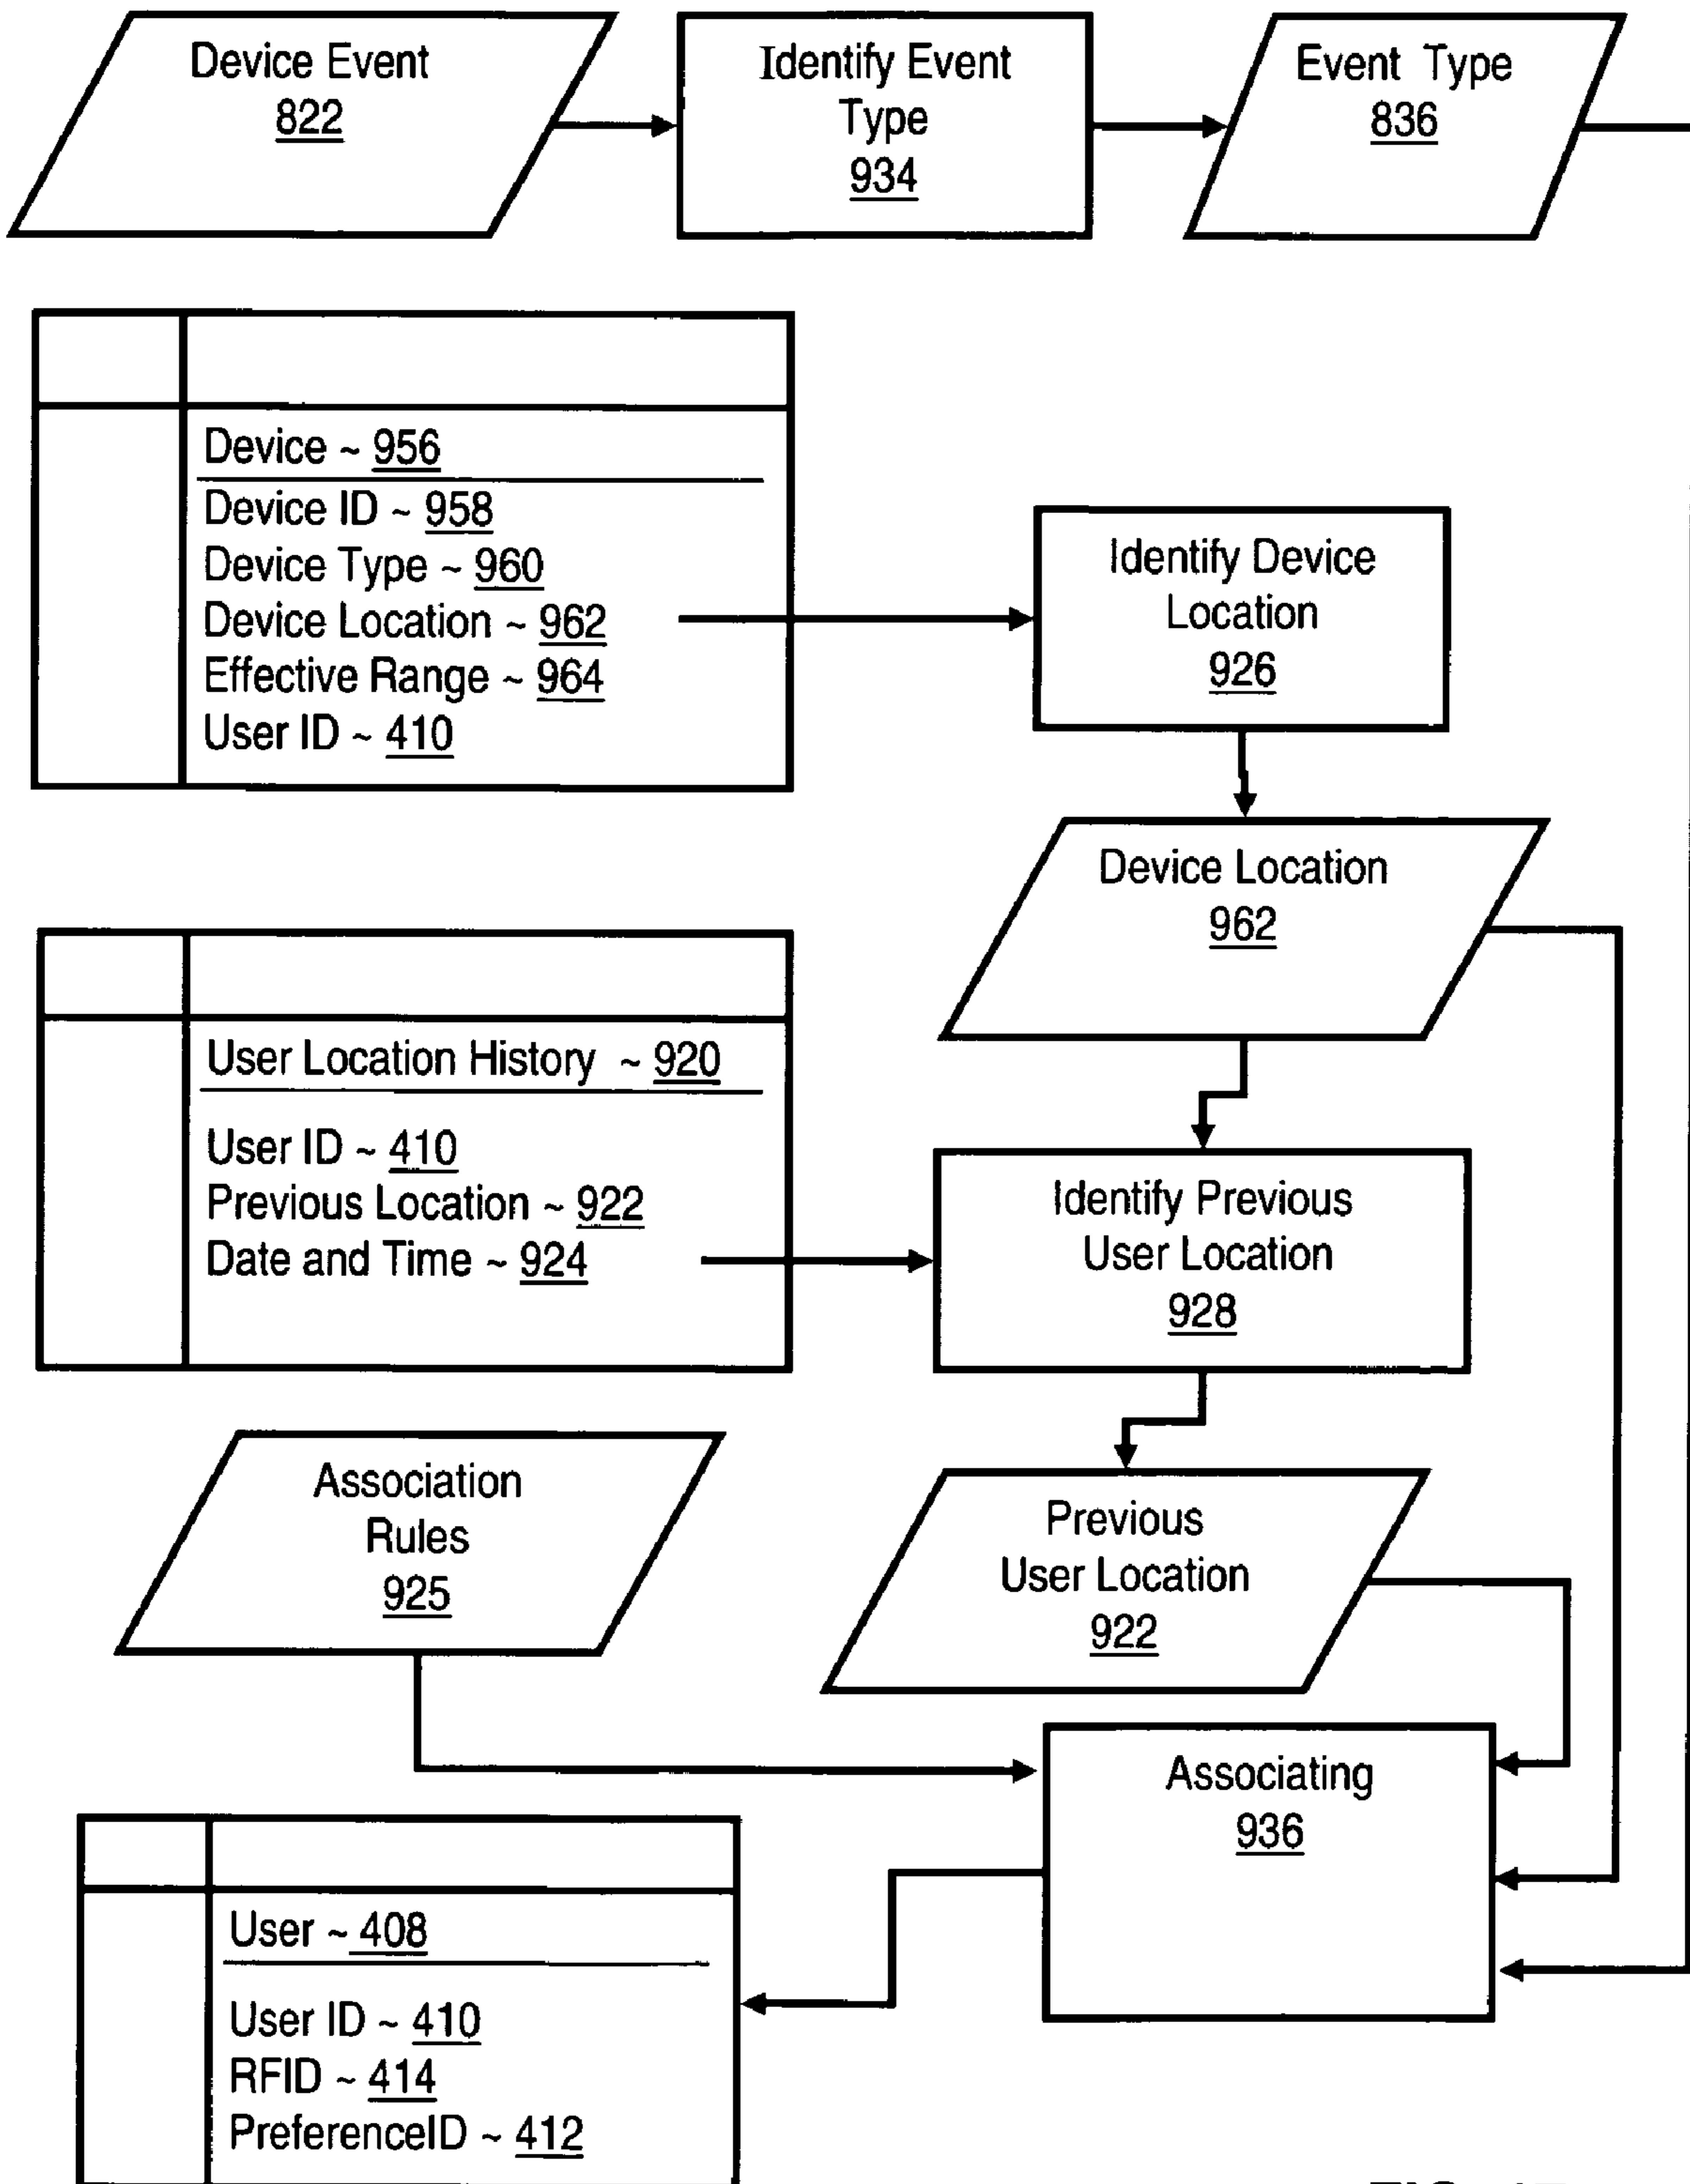 Device Event
822
Identify Event
Type
934
Event Type
836
Device ~ 956
Device ID ~ 958
Device Type ~ 960
Device Location ~ 962
Effective Range ~ 964
User ID ~ 410
Identify Device
Location
926
Device Location
962
User Location History ~ 920
User ID ~ 410
Previous Location ~ 922
Date and Time ~ 924
Identify Previous
User Location
928
Association
Rules
925
Previous
User Location
922
Associating
936
User ~ 408
User ID ~ 410
RFID ~ 414
PreferenceID ~ 412